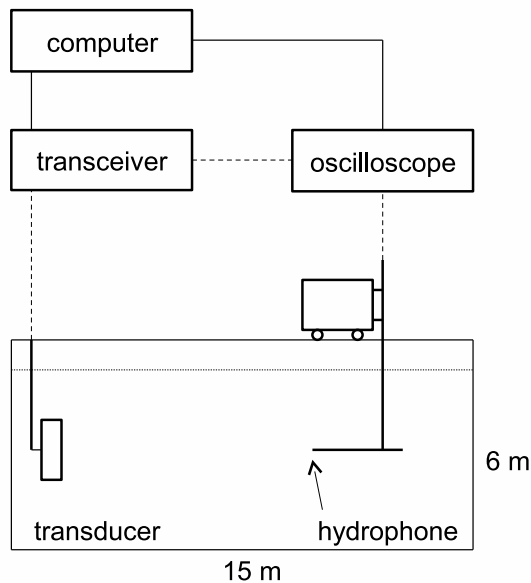 computer
transceiver
oscilloscope
6 m
transducer
hydrophone
15 m